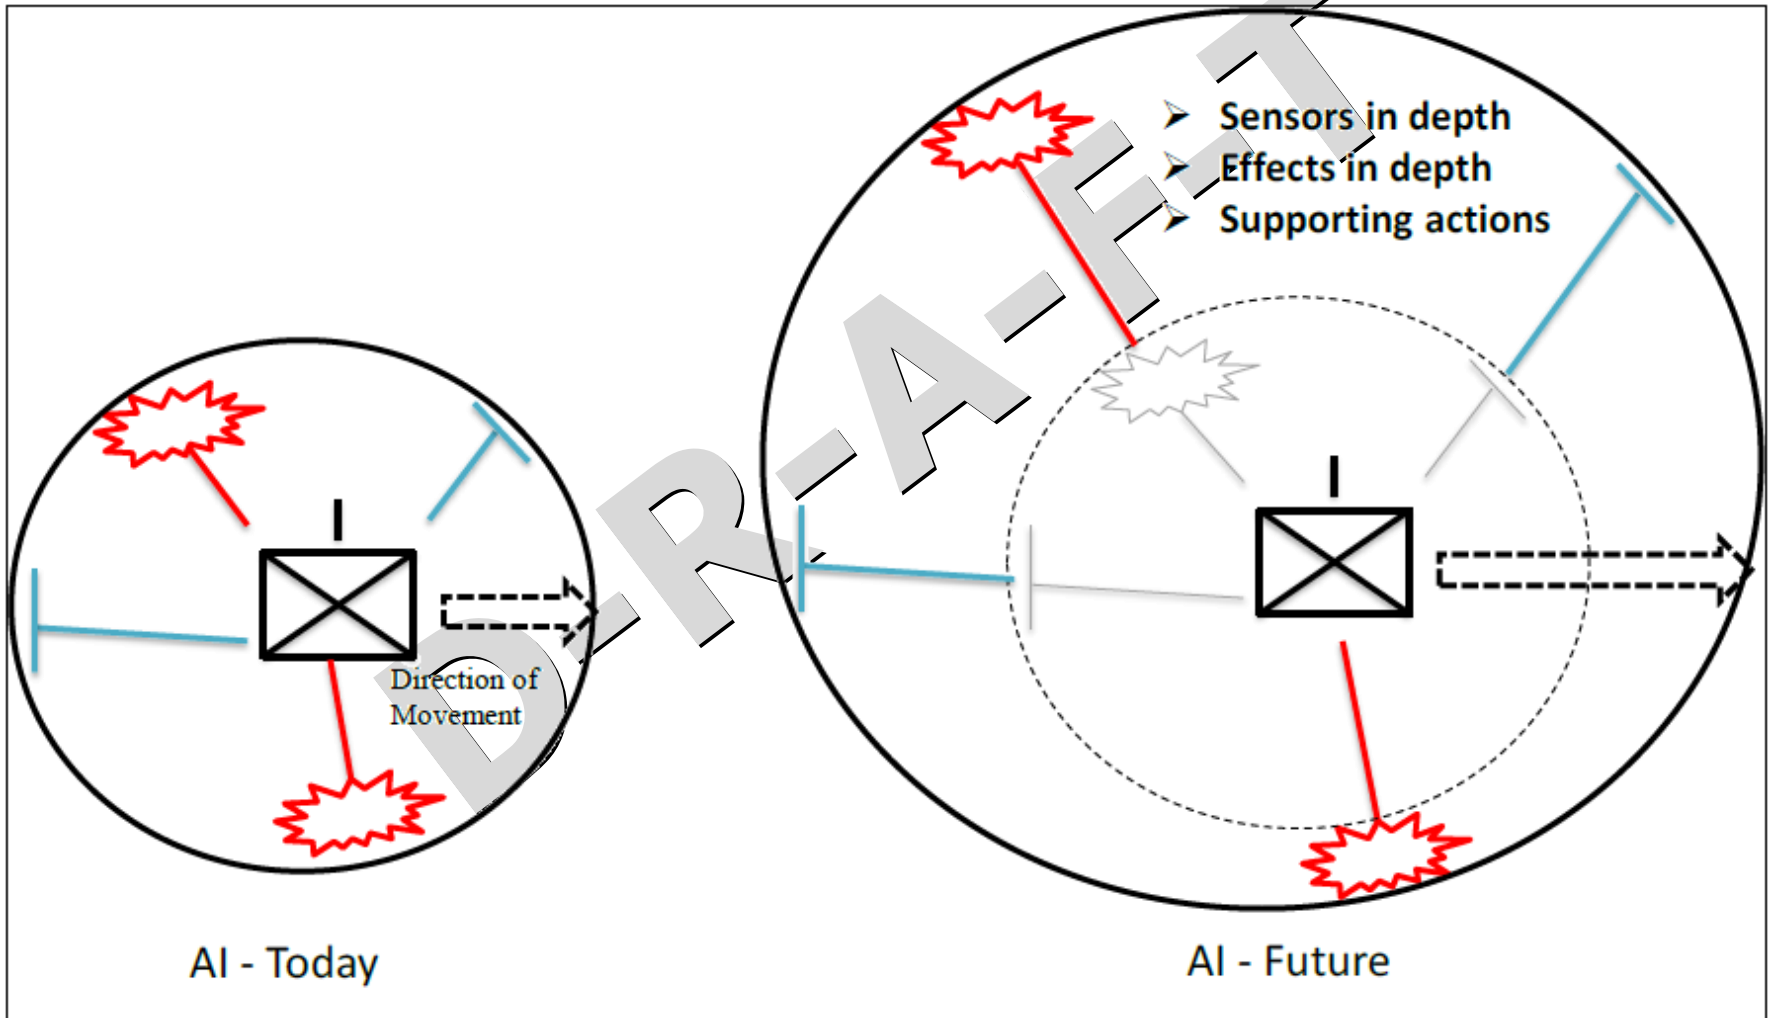 D-R-A-F-T
Sensors in depth
Effects in depth
Supporting actions
Direction of
Movement
AI - Today
AI - Future